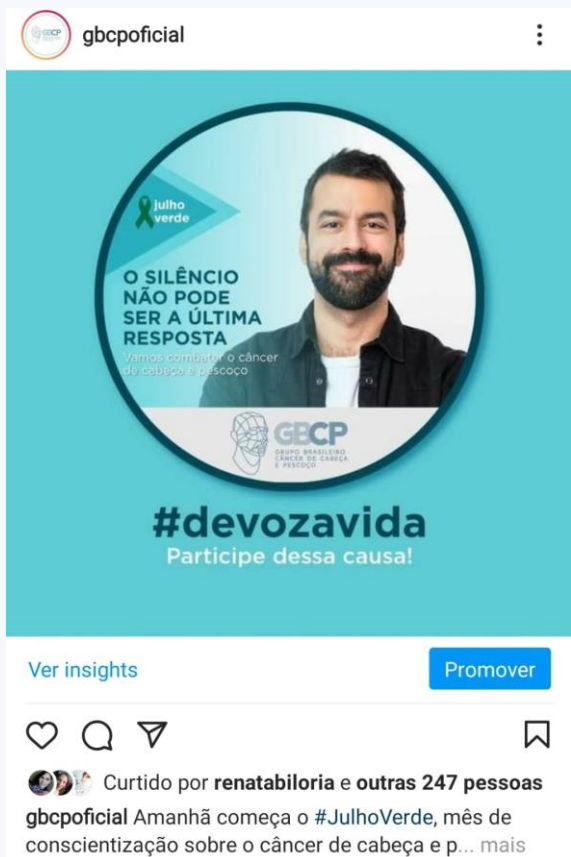 GBCP
gbcpoficial
julho
verde
O SILÊNCIO
NÃO PODE
SER A ÚLTIMA
RESPOSTA
Vamos combater o câncer
de cabeça e pescoço
GBCP
GRUPO BRASILEIRO
CÂNCER DE CABEÇA
E PESCOÇO
#devozavida
Participe dessa causa!
Ver insights
Promover
Curtido por renatabiloria e outras 247 pessoas
gbcpoficial Amanhã começa o #JulhoVerde, mês de
conscientização sobre o câncer de cabeça e p... mais